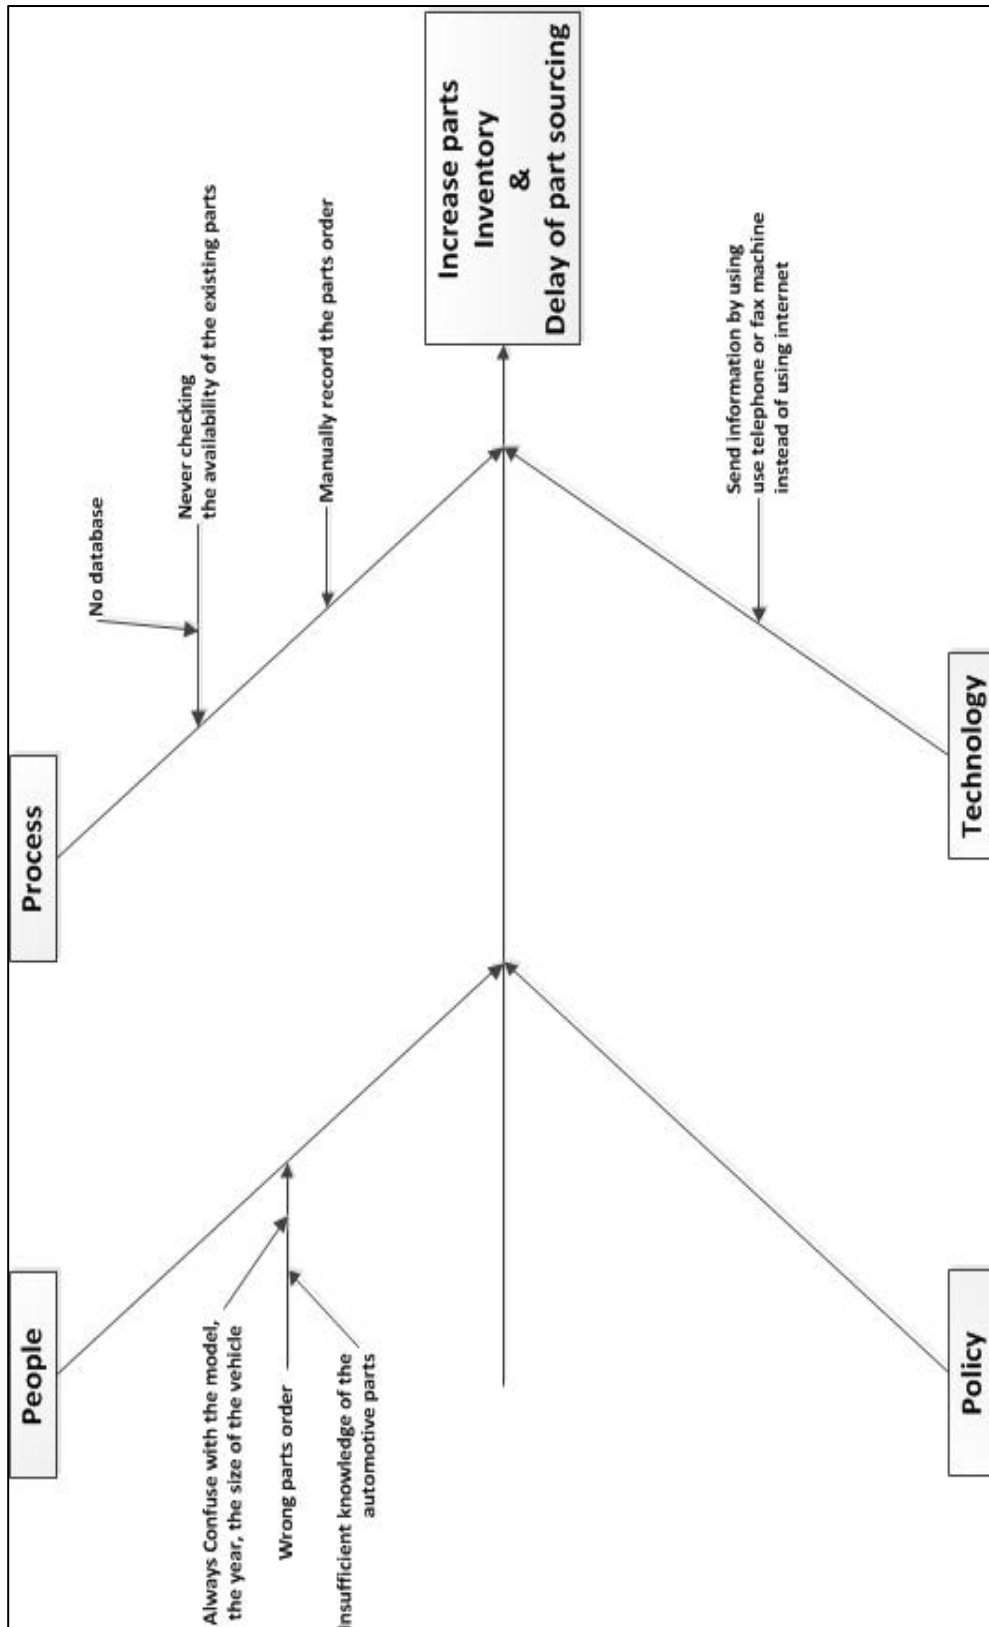 People
Process
Always Confuse with the model,
the year, the size of the vehicle
Wrong parts order
Insufficient knowledge of the
automotive parts
No database
Never checking
the availability of the existing parts
Manually record the parts order
Increase parts
Inventory
&
Delay of part sourcing
Send information by using
use telephone or fax machine
instead of using internet
Policy
Technology